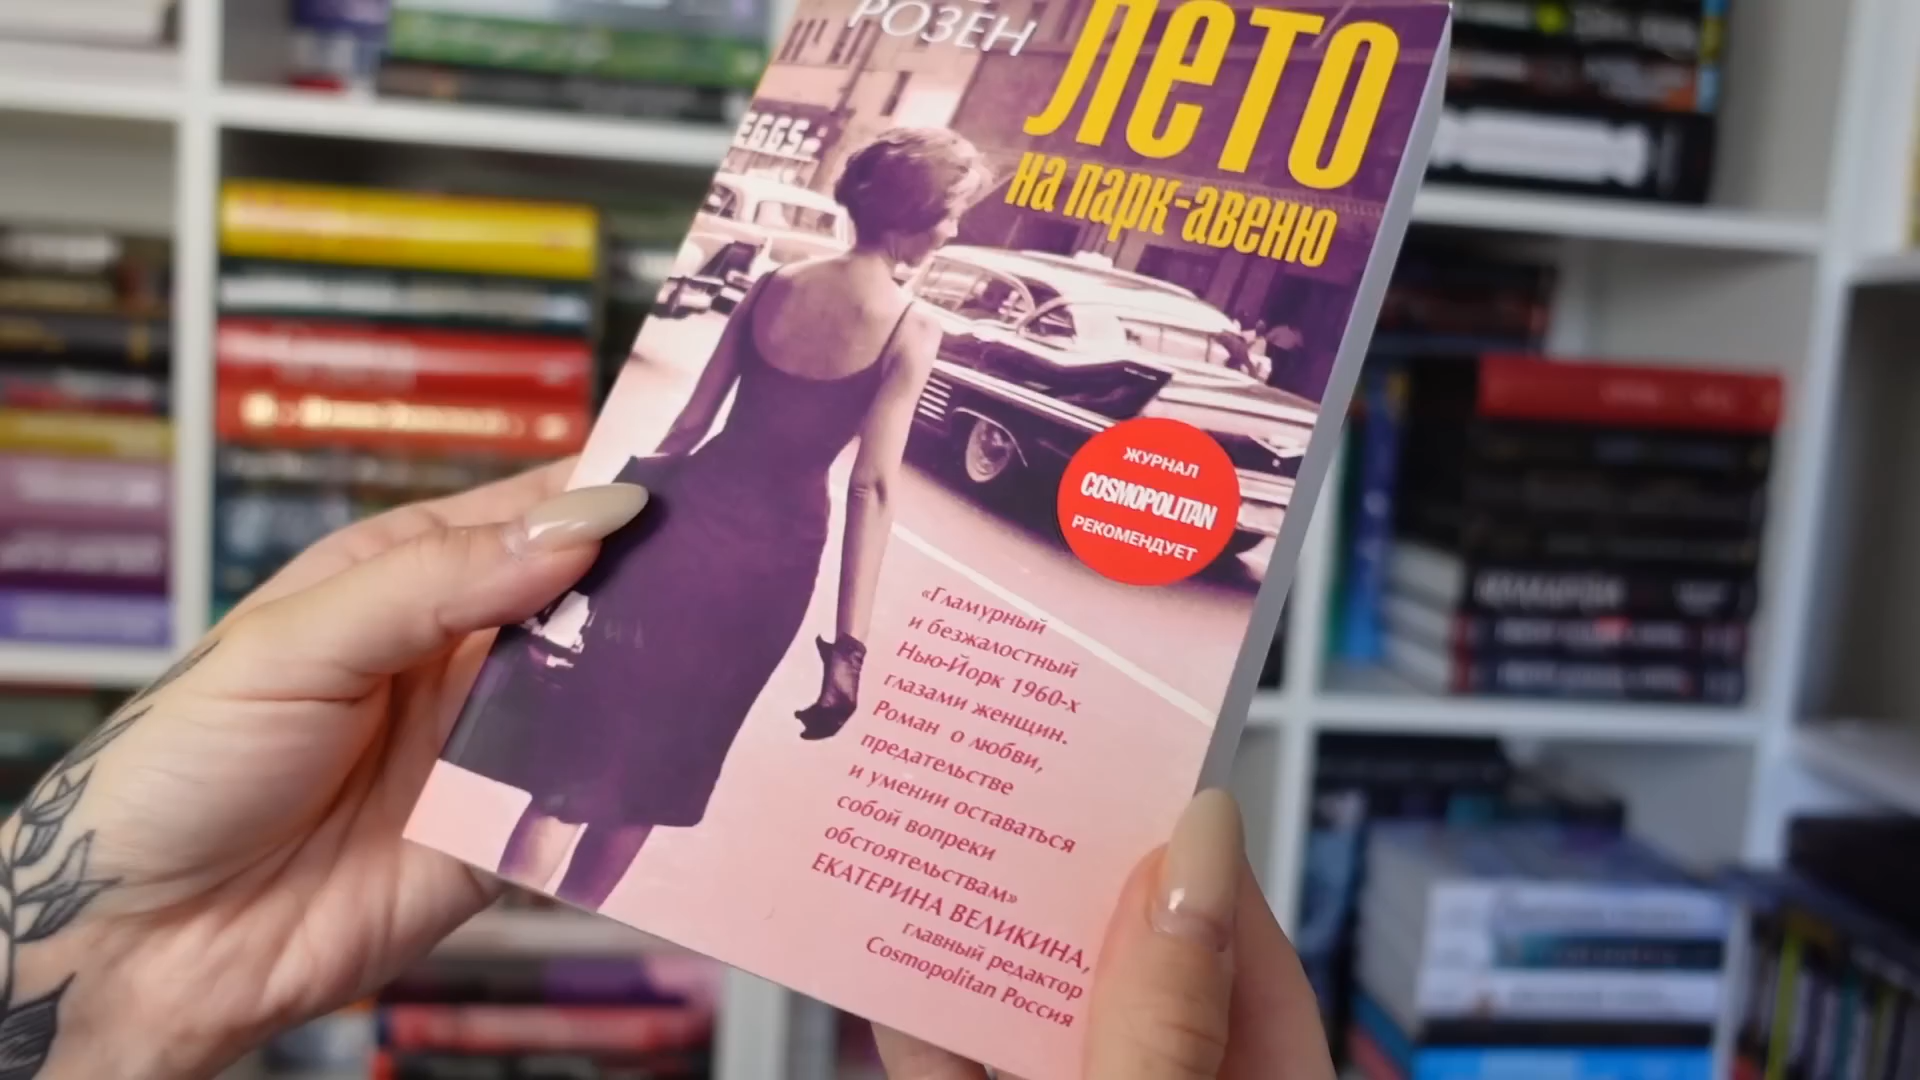 РОЗЕН
Лето
на парк-авеню
EGGS
ЖУРНАЛ
COSMOPOLITAN
РЕКОМЕНДУЕТ
«Гламурный
и безжалостный
Нью-Йорк 1960-х
глазами женщин.
Роман о любви,
предательстве
и умении оставаться
собой вопреки
обстоятельствам»
ЕКАТЕРИНА ВЕЛИКИНА,
главный редактор
Cosmopolitan Россия